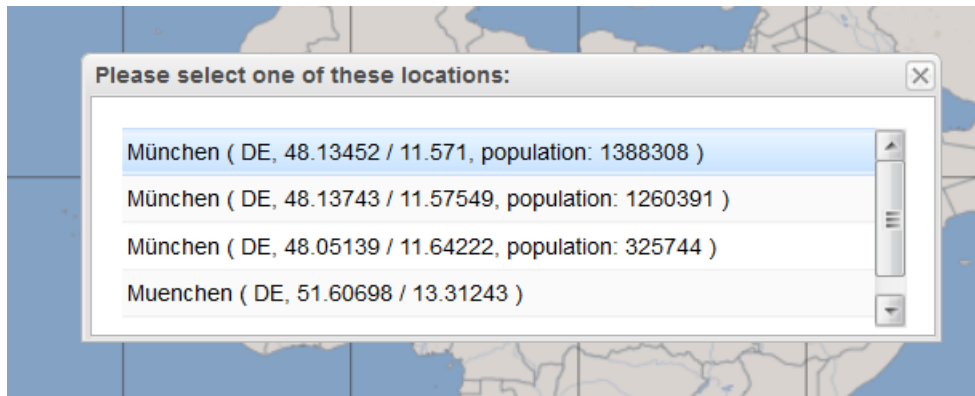 Please select one of these locations:
München ( DE, 48.13452 / 11.571, population: 1388308 )
München ( DE, 48.13743 / 11.57549, population: 1260391 )
München ( DE, 48.05139 / 11.64222, population: 325744 )
Muenchen ( DE, 51.60698 / 13.31243 )